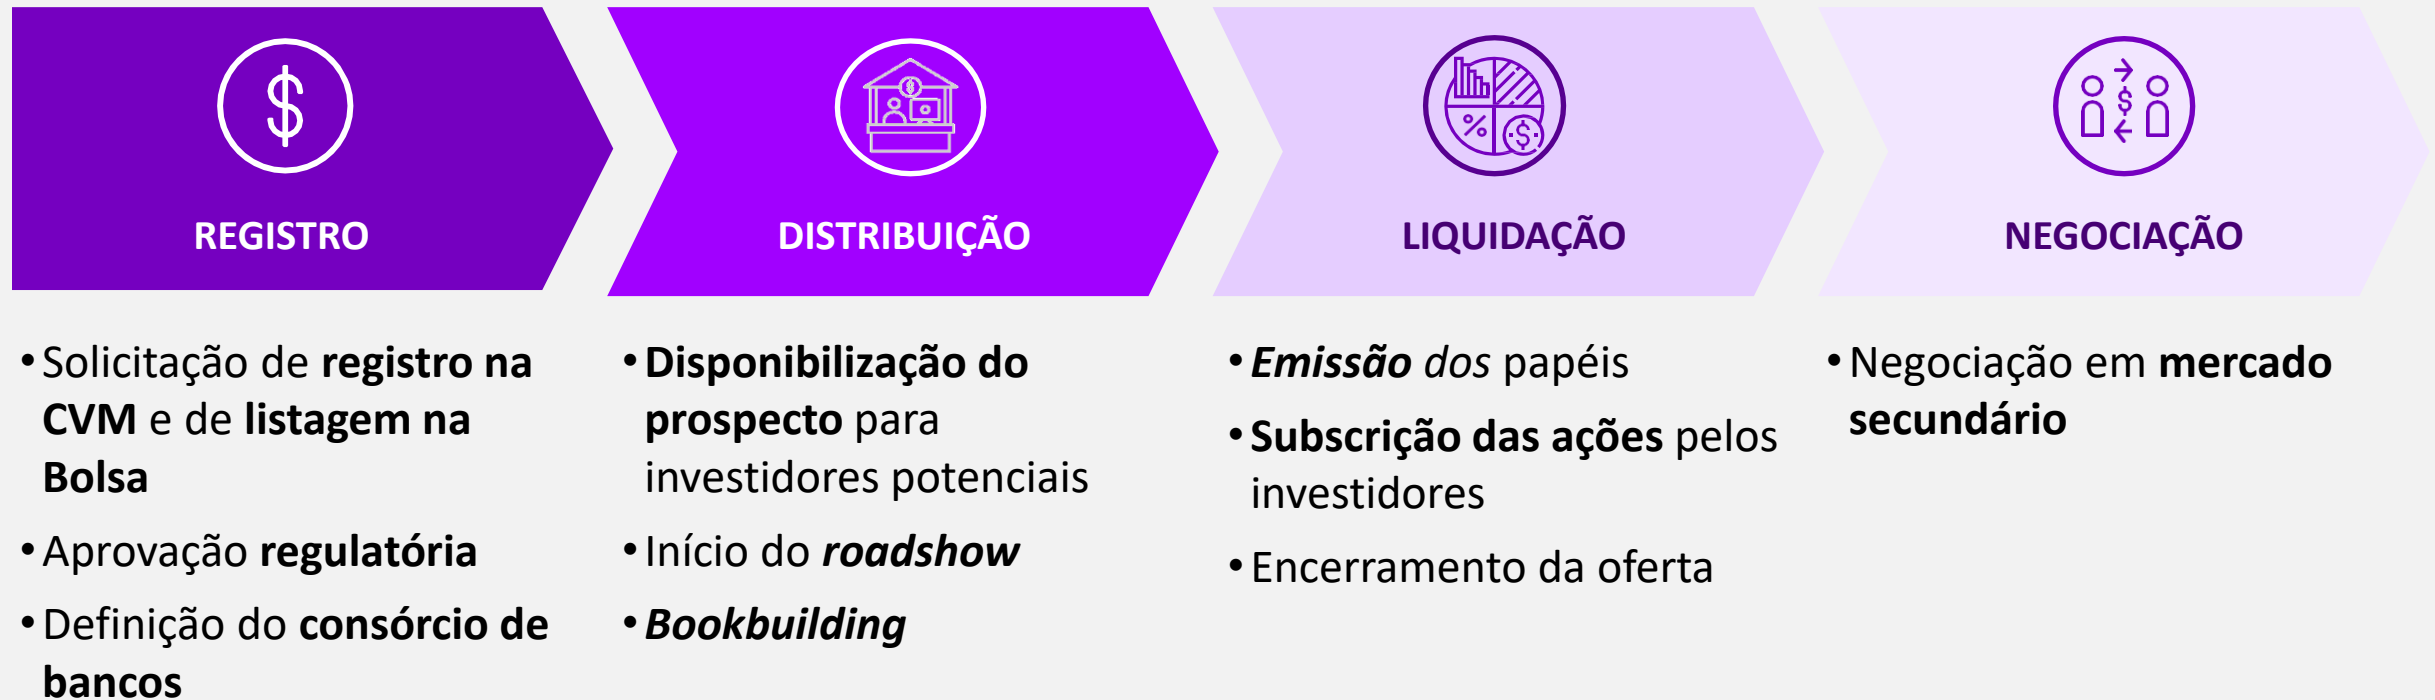 REGISTRO
• Solicitação de registro na
CVM e de listagem na
Bolsa
• Aprovação regulatória
• Definição do consórcio de
bancos
DISTRIBUIÇÃO
• Disponibilização do
prospecto para
investidores potenciais
• Início do roadshow
• Bookbuilding
LIQUIDAÇÃO
• Emissão dos papéis
• Subscrição das ações pelos
investidores
• Encerramento da oferta
NEGOCIAÇÃO
• Negociação em mercado
secundário